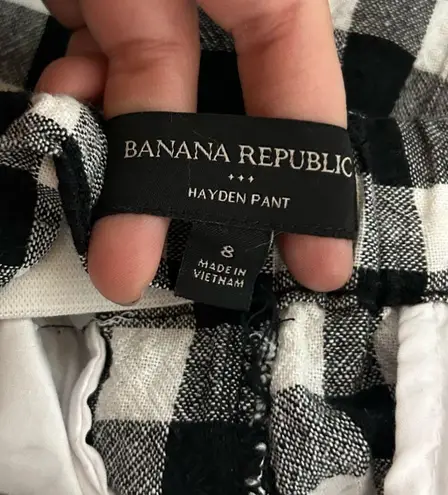 BANANA REPUBLIC
HAYDEN PANT
8
MADE IN
VIETNAM